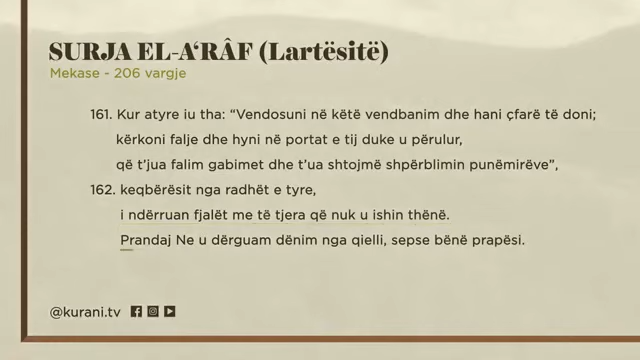 SURJA EL-A‘RÂF (Lartësitë)
Mekase - 206 vargje
161. Kur atyre iu tha: “Vendosuni në këtë vendbanim dhe hani çfarë të doni;
kërkoni falje dhe hyni në portat e tij duke u përulur,
që t’jua falim gabimet dhe t’ua shtojmë shpërblimin punëmirëve”,
162. keqbërësit nga radhët e tyre,
i ndërruan fjalët me të tjera që nuk u ishin thënë.
Prandaj Ne u dërguam dënim nga qielli, sepse bënë prapësi.
@kurani.tv